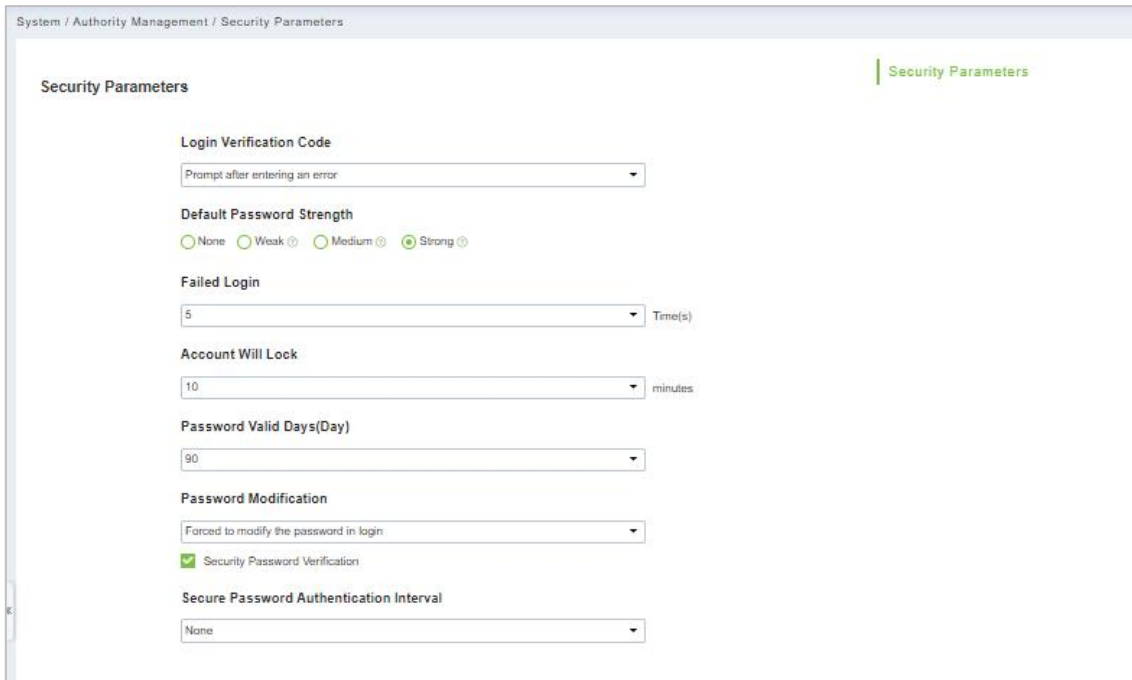 System / Authority Management / Security Parameters
Security Parameters
Security Parameters
Login Verification Code
Prompt after entering an error
Default Password Strength
None Weak Medium Strong
Failed Login
5 Time(s)
Account Will Lock
10 minutes
Password Valid Days(Day)
90
Password Modification
Forced to modify the password in login
Security Password Verification
Secure Password Authentication Interval
None